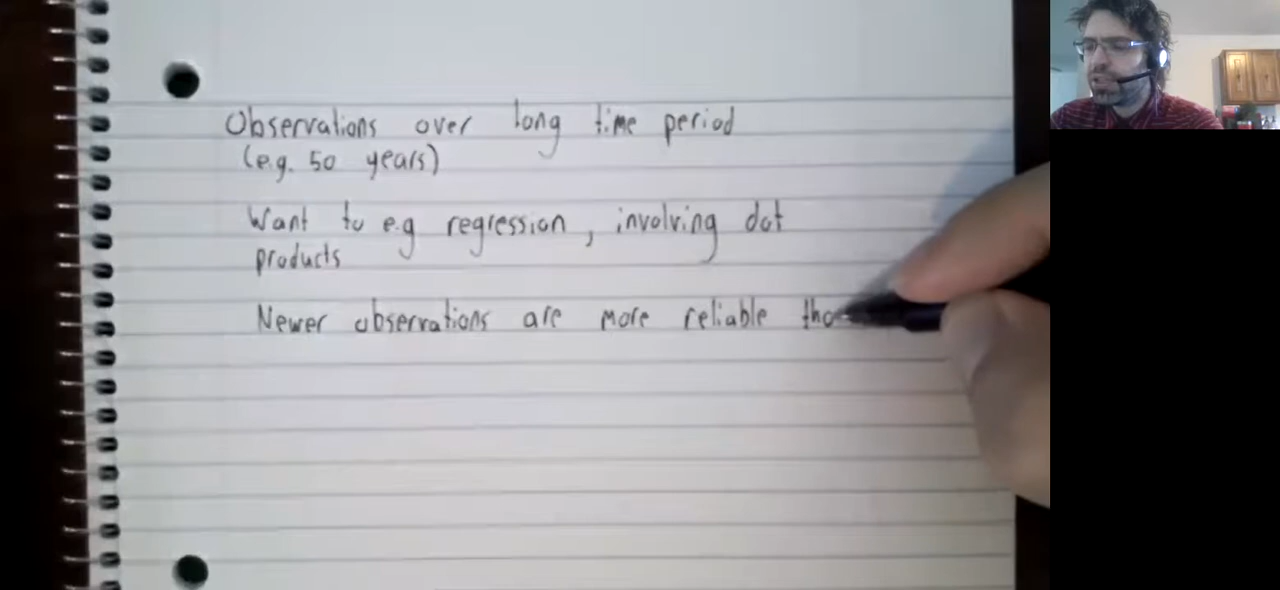 Observations over long time period
(e.g. 50 years)
Want to e.g regression, involving dot
products
Newer observations are more reliable